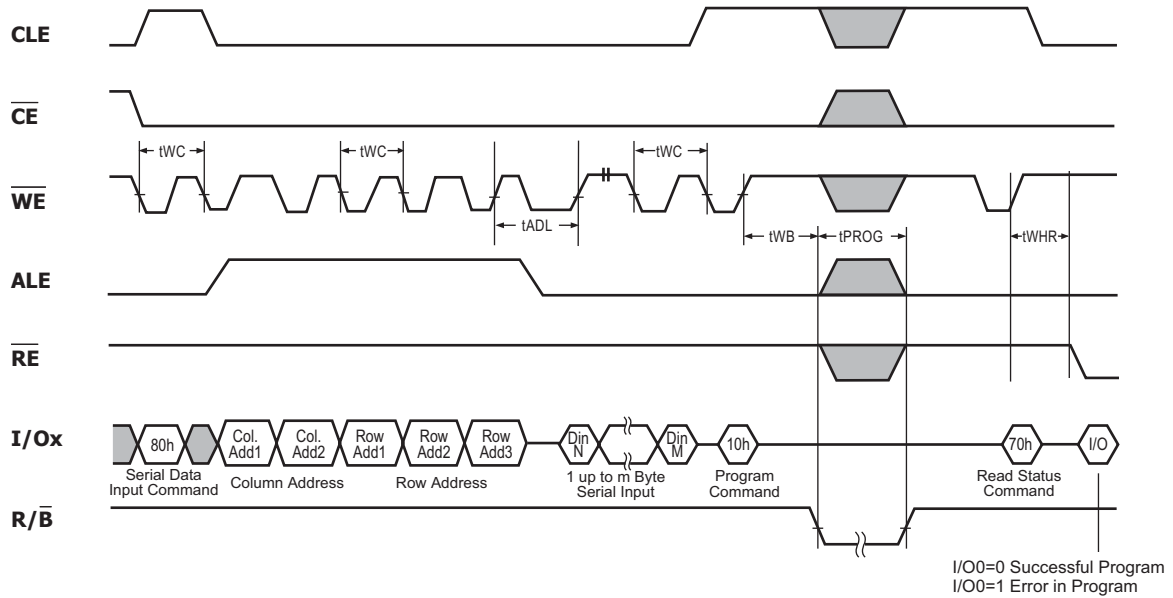 CLE
CE
tWC
tWC
tWC
WE
tADL
tWB
tPROG
tWHR
ALE
RE
I/Ox
80h
Col.
Add1
Col.
Add2
Row
Add1
Row
Add2
Row
Add3
Din
N
Din
M
10h
70h
I/O
Serial Data
Input Command
Column Address
Row Address
1 up to m Byte
Serial Input
Program
Command
Read Status
Command
R/B̅
I/O0=0 Successful Program
I/O0=1 Error in Program